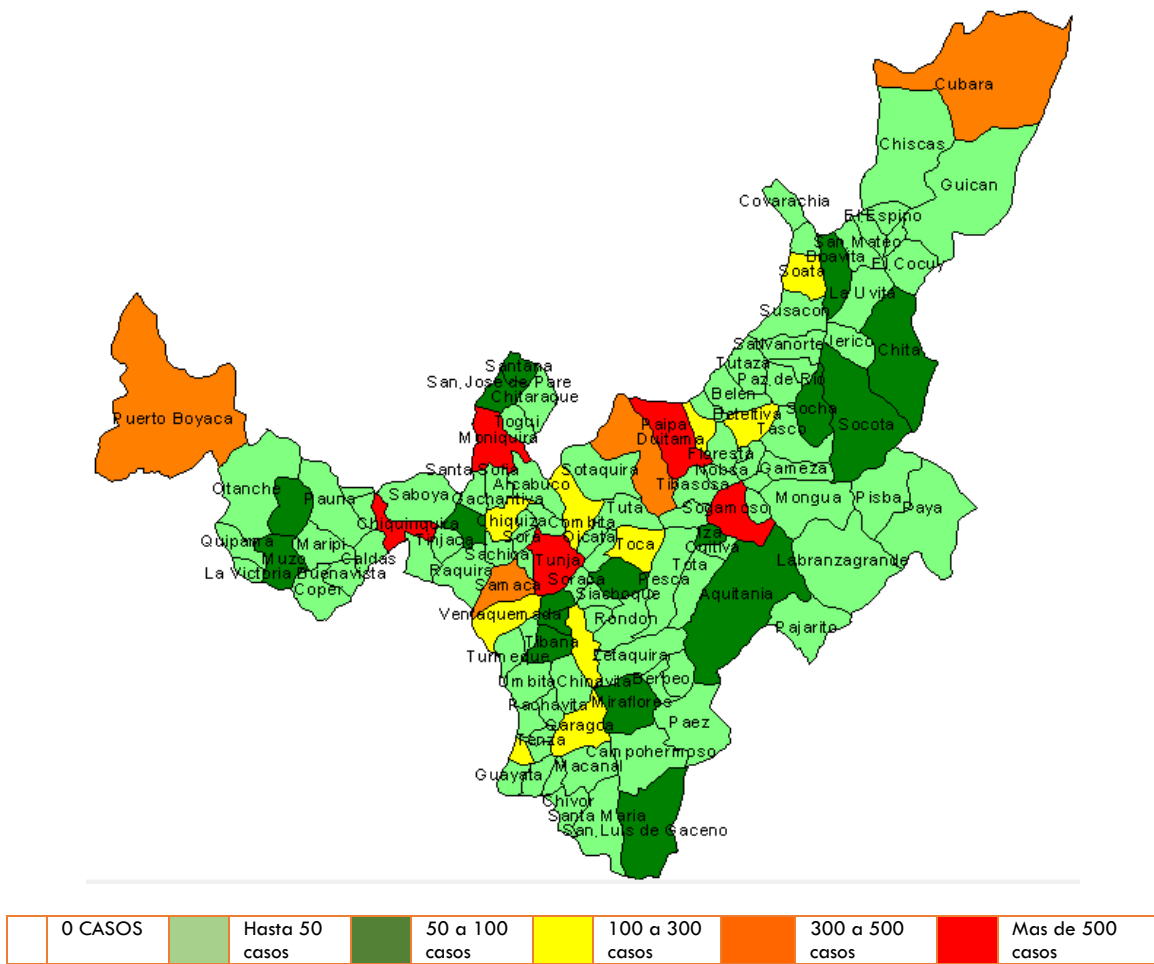 Cubara
Chiscas
Guican
Covarachia
El Espino
San Mateo
Boavita
El Cocuy
Soata
La Uvita
Susacon
Jerico
Chita
Tutaza
Paz de Rio
Belen
Socha
Socota
Tasco
Santana
San Jose de Pare
Chitaraque
Togui
Moniquira
Puerto Boyaca
Paipa
Duitama
Floresta
Nobsa
Gameza
Santa Sofia
Sotaquira
Arcabuco
Tibasosa
Mongua
Pisba
Paya
Otanche
Pauna
Saboya
Gachantiva
Tuta
Sogamoso
Chiquinquira
Chiquiza
Combita
Tinjaca
Sora
Oicata
Toca
Iza
Cuitiva
Quipama
Muzo
Maripi
Caldas
Sachica
Tunja
Tota
Labranzagrande
La Victoria
Buenavista
Raquira
Samaca
Soraca
Pesca
Coper
Siachoque
Aquitania
Ventaquemada
Rondon
Pajarito
Tibana
Turmeque
Zetaquira
Umbita
Chinavita
Berbeo
Pachavita
Miraflores
Garagoa
Paez
Tenza
Campohermoso
Guayata
Macanal
Chivor
Santa Maria
San Luis de Gaceno
0 CASOS
Hasta 50
casos
50 a 100
casos
100 a 300
casos
300 a 500
casos
Mas de 500
casos